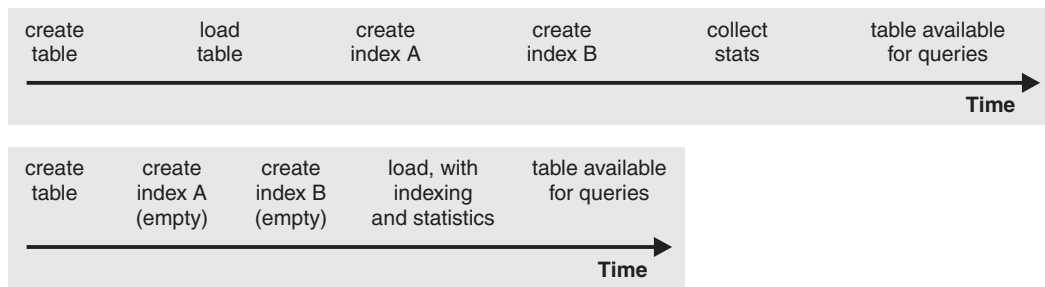 create load create create collect table available
table table index A index B stats for queries
Time
create create create load, with table available
table index A index B indexing for queries
(empty) (empty) and statistics
Time